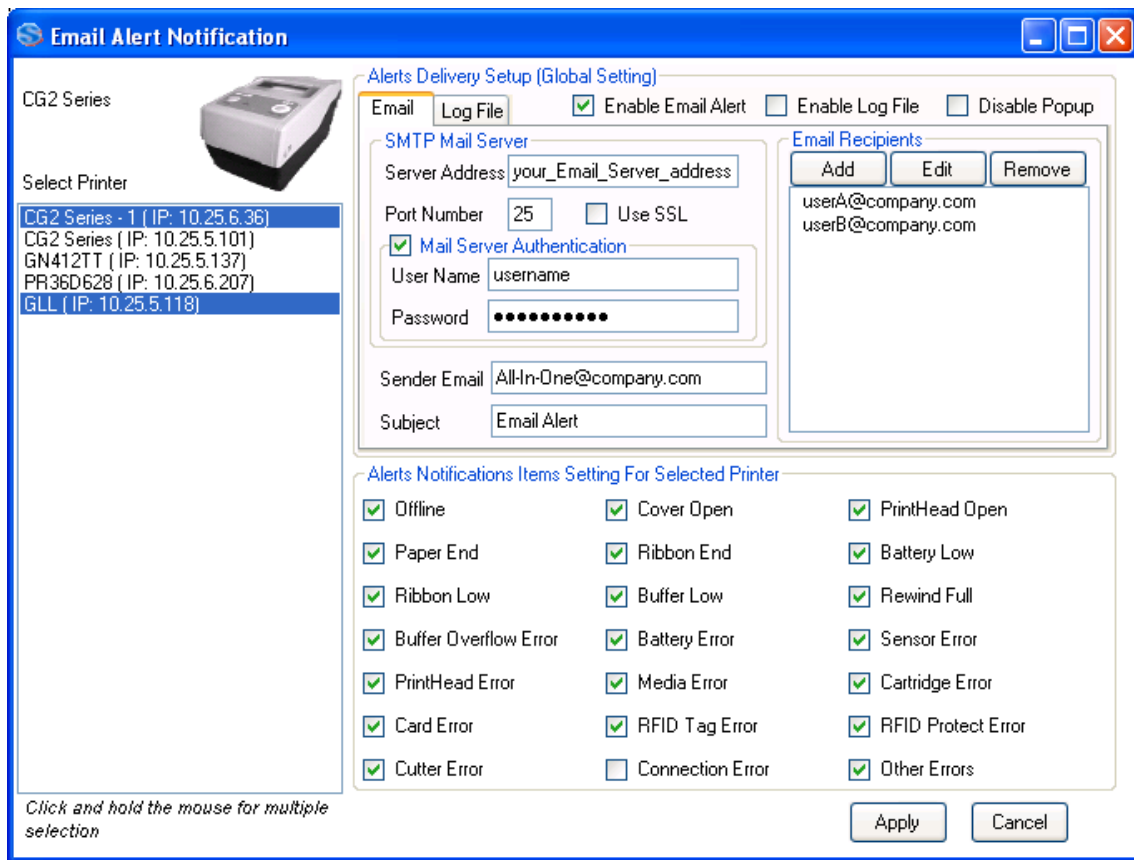 Email Alert Notification
CG2 Series
Select Printer
CG2 Series - 1 ( IP: 10.25.6.36)
CG2 Series ( IP: 10.25.5.101)
GN412TT ( IP: 10.25.5.137)
PR36D628 ( IP: 10.25.6.207)
GLL ( IP: 10.25.5.118)
Click and hold the mouse for multiple
selection
Alerts Delivery Setup (Global Setting)
Email Log File Enable Email Alert Enable Log File Disable Popup
SMTP Mail Server
Server Address your_Email_Server_address
Port Number 25 Use SSL
Mail Server Authentication
User Name username
Password ●●●●●●●●●●
Sender Email All-In-One@company.com
Subject Email Alert
Email Recipients
Add Edit Remove
userA@company.com
userB@company.com
Alerts Notifications Items Setting For Selected Printer
Offline Cover Open PrintHead Open
Paper End Ribbon End Battery Low
Ribbon Low Buffer Low Rewind Full
Buffer Overflow Error Battery Error Sensor Error
PrintHead Error Media Error Cartridge Error
Card Error RFID Tag Error RFID Protect Error
Cutter Error Connection Error Other Errors
Apply Cancel